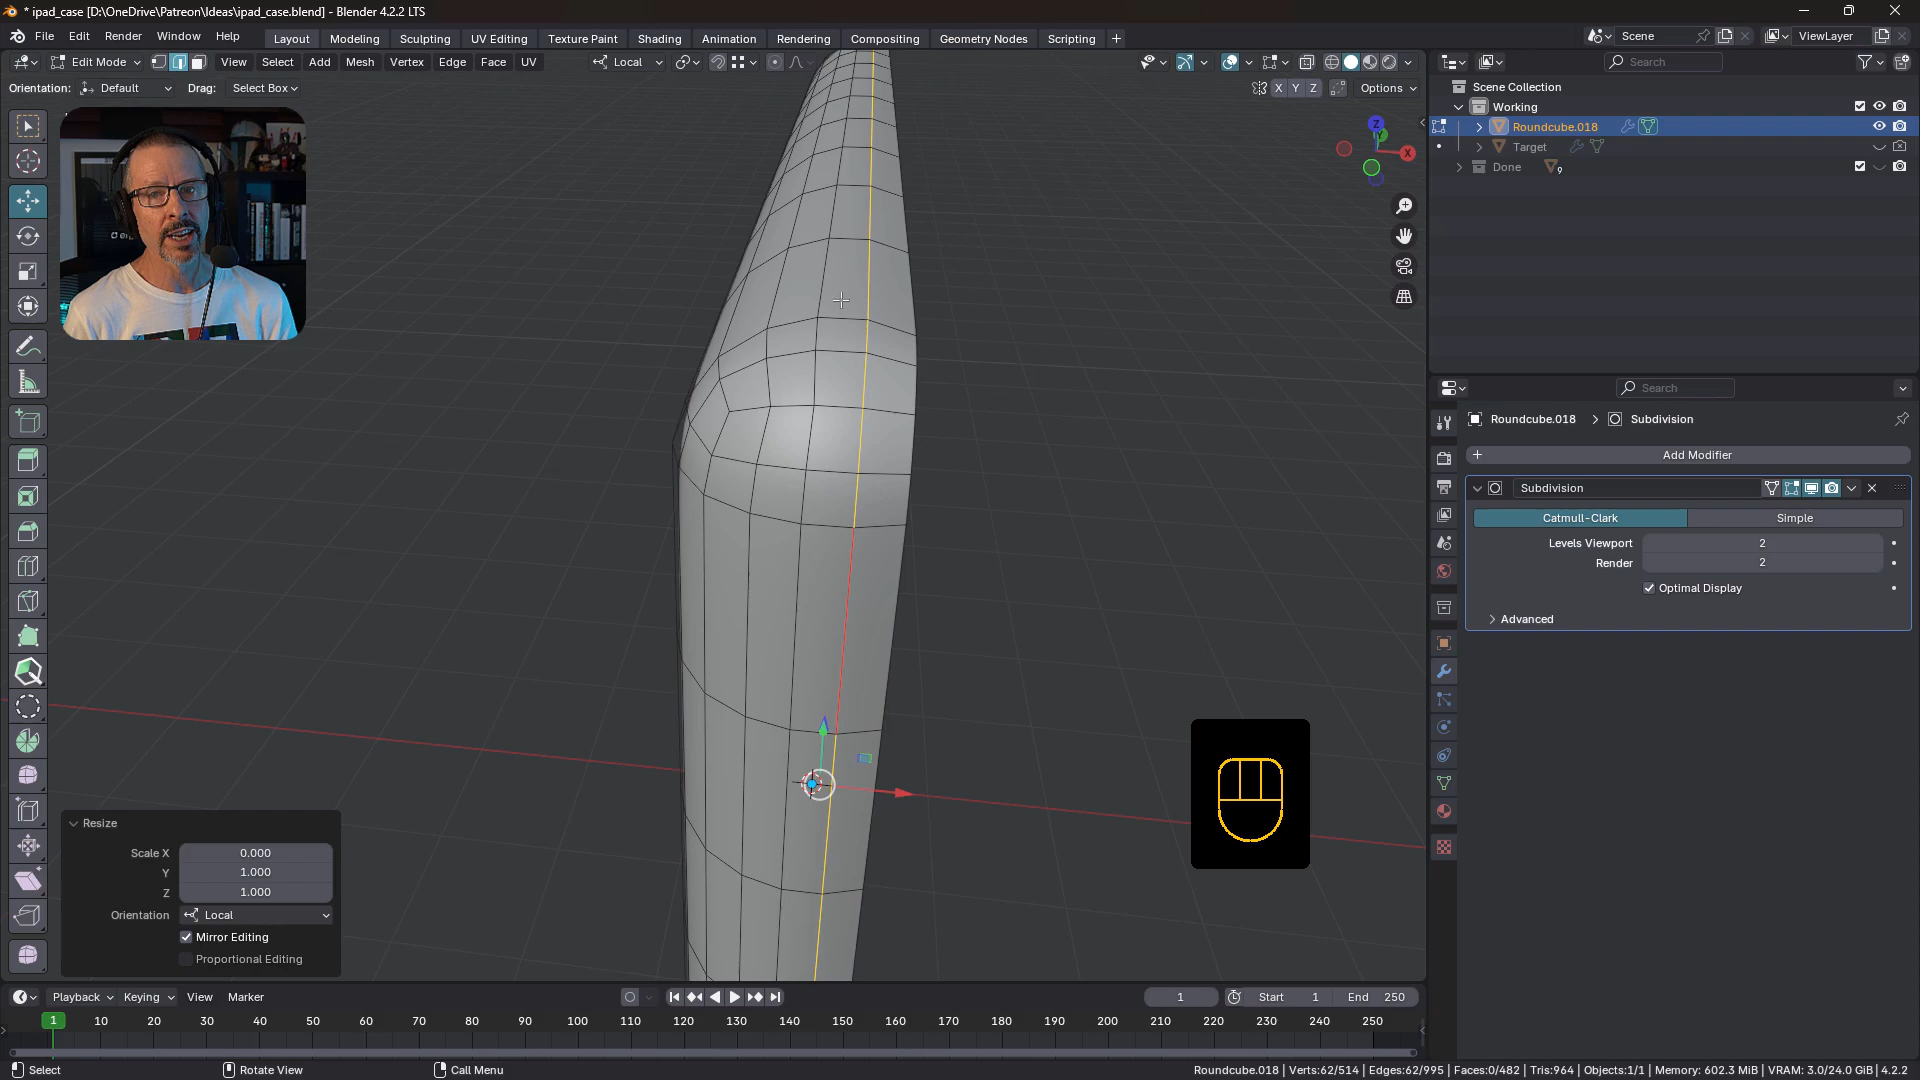 * ipad_case [D:\OneDrive\Patreon\Ideas\ipad_case.blend] - Blender 4.2.2 LTS
File Edit Render Window Help Layout Modeling Sculpting UV Editing Texture Paint Shading Animation Rendering Compositing Geometry Nodes Scripting + Scene ViewLayer
Edit Mode View Select Add Mesh Vertex Edge Face UV Local Search
Orientation: Default Drag: Select Box X Y Z Options
Scene Collection
Working
Roundcube.018
Target
Done 9
Z
X
Search
Roundcube.018 > Subdivision
+ Add Modifier
Subdivision
Catmull-Clark Simple
Levels Viewport 2
Render 2
Optimal Display
Advanced
Resize
Scale X 0.000
Y 1.000
Z 1.000
Orientation Local
Mirror Editing
Proportional Editing
Playback Keying View Marker 1 Start 1 End 250
1 10 20 30 40 50 60 70 80 90 100 110 120 130 140 150 160 170 180 190 200 210 220 230 240 250
Select Rotate View Call Menu Roundcube.018 | Verts:62/514 | Edges:62/995 | Faces:0/482 | Tris:964 | Objects:1/1 | Memory: 602.3 MiB | VRAM: 3.0/24.0 GiB | 4.2.2